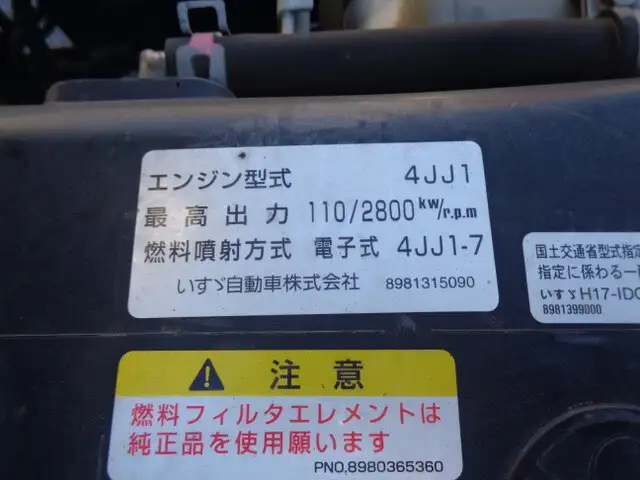 エンジン型式 4JJ1
最高出力 110/2800kw/r.p.m
燃料噴射方式 電子式 4JJ1-7
いすゞ自動車株式会社 8981315090
国土交通省型式指定
指定に係わる一
いすゞH17-IDC
8981399000
注意
燃料フィルタエレメントは
純正品を使用願います
PNO.8980365360